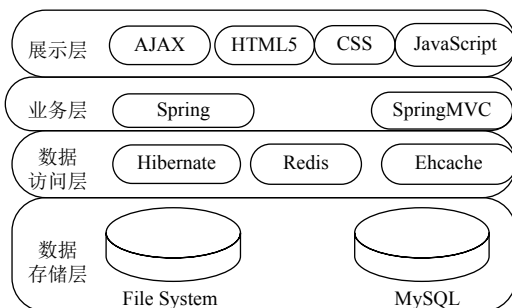 展示层 AJAX HTML5 CSS JavaScript
业务层 Spring SpringMVC
数据
访问层 Hibernate Redis Ehcache
数据
存储层
File System MySQL